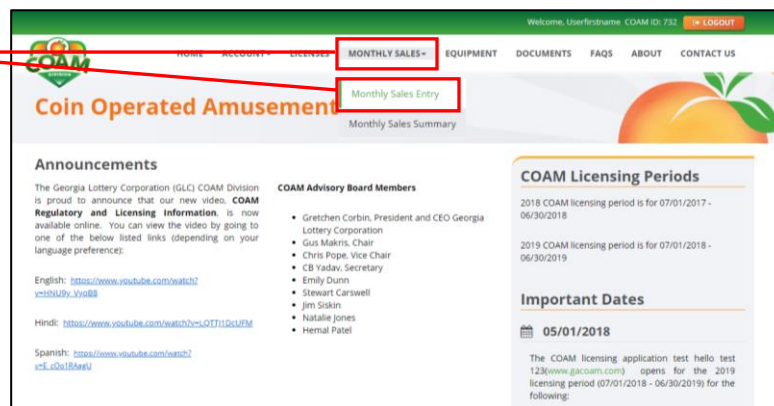 Welcome, Userfirstname COAM ID: 732 LOGOUT
COAM
DIVISION
HOME ACCOUNT LICENSES MONTHLY SALES EQUIPMENT DOCUMENTS FAQS ABOUT CONTACT US
Monthly Sales Entry
Monthly Sales Summary
Coin Operated Amusement
Announcements
The Georgia Lottery Corporation (GLC) COAM Division
is proud to announce that our new video, COAM
Regulatory and Licensing Information, is now
available online. You can view the video by going to
one of the below listed links (depending on your
language preference):
English: https://www.youtube.com/watch?
v=HNU9y_VyoB8
Hindi: https://www.youtube.com/watch?v=LQTTJ1DcUFM
Spanish: https://www.youtube.com/watch?
v=E_cOo1RAagU
COAM Advisory Board Members
Gretchen Corbin, President and CEO Georgia
Lottery Corporation
Gus Makris, Chair
Chris Pope, Vice Chair
CB Yadav, Secretary
Emily Dunn
Stewart Carswell
Jim Siskin
Natalie Jones
Hemal Patel
COAM Licensing Periods
2018 COAM licensing period is for 07/01/2017 -
06/30/2018
2019 COAM licensing period is for 07/01/2018 -
06/30/2019
Important Dates
05/01/2018
The COAM licensing application test hello test
123(www.gacoam.com) opens for the 2019
licensing period (07/01/2018 - 06/30/2019) for the
following: